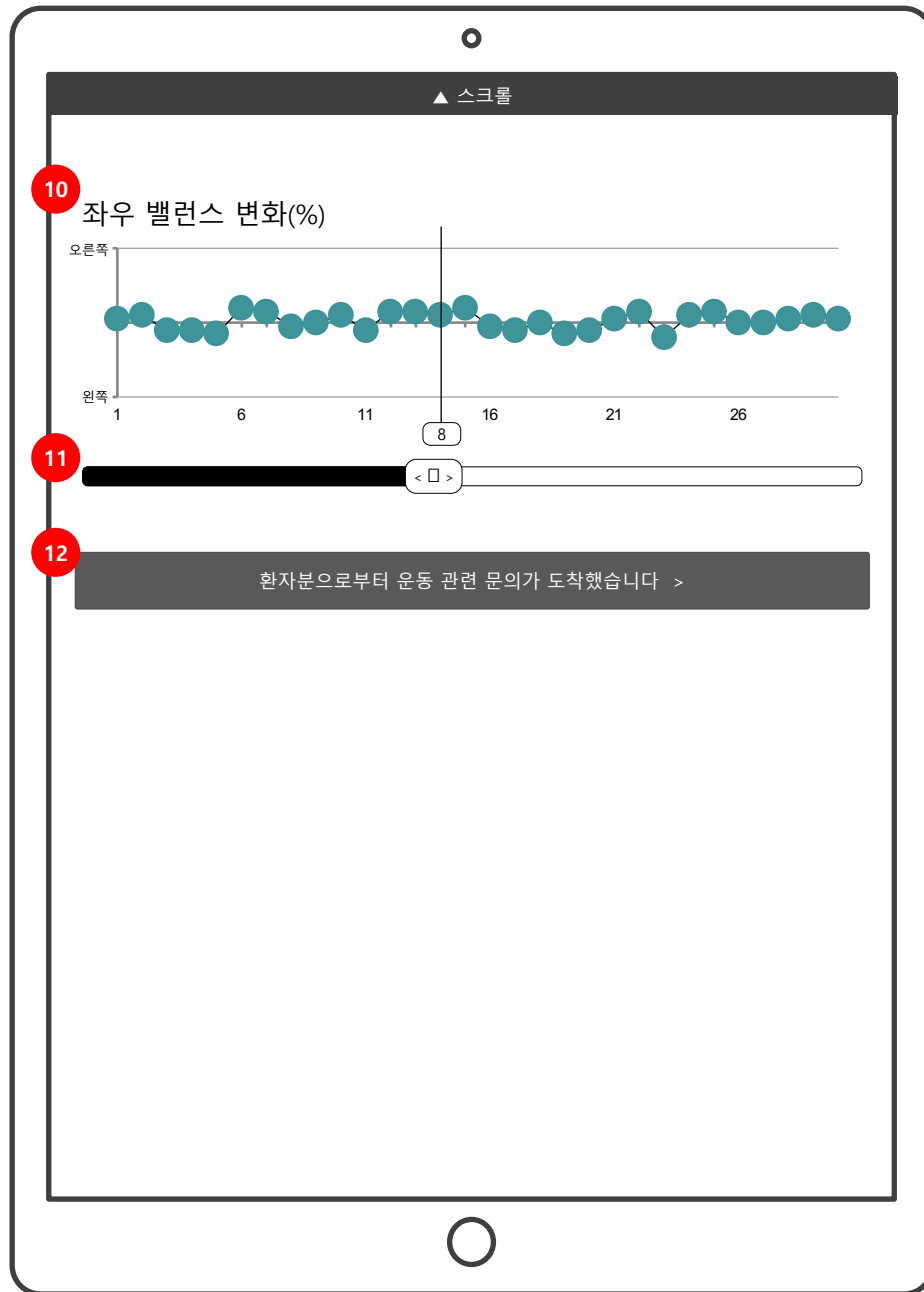 ▲ 스크롤
10
좌우 밸런스 변화(%)
오른쪽
왼쪽
1 6 11 16 21 26
8
11
< >
12
환자분으로부터 운동 관련 문의가 도착했습니다 >